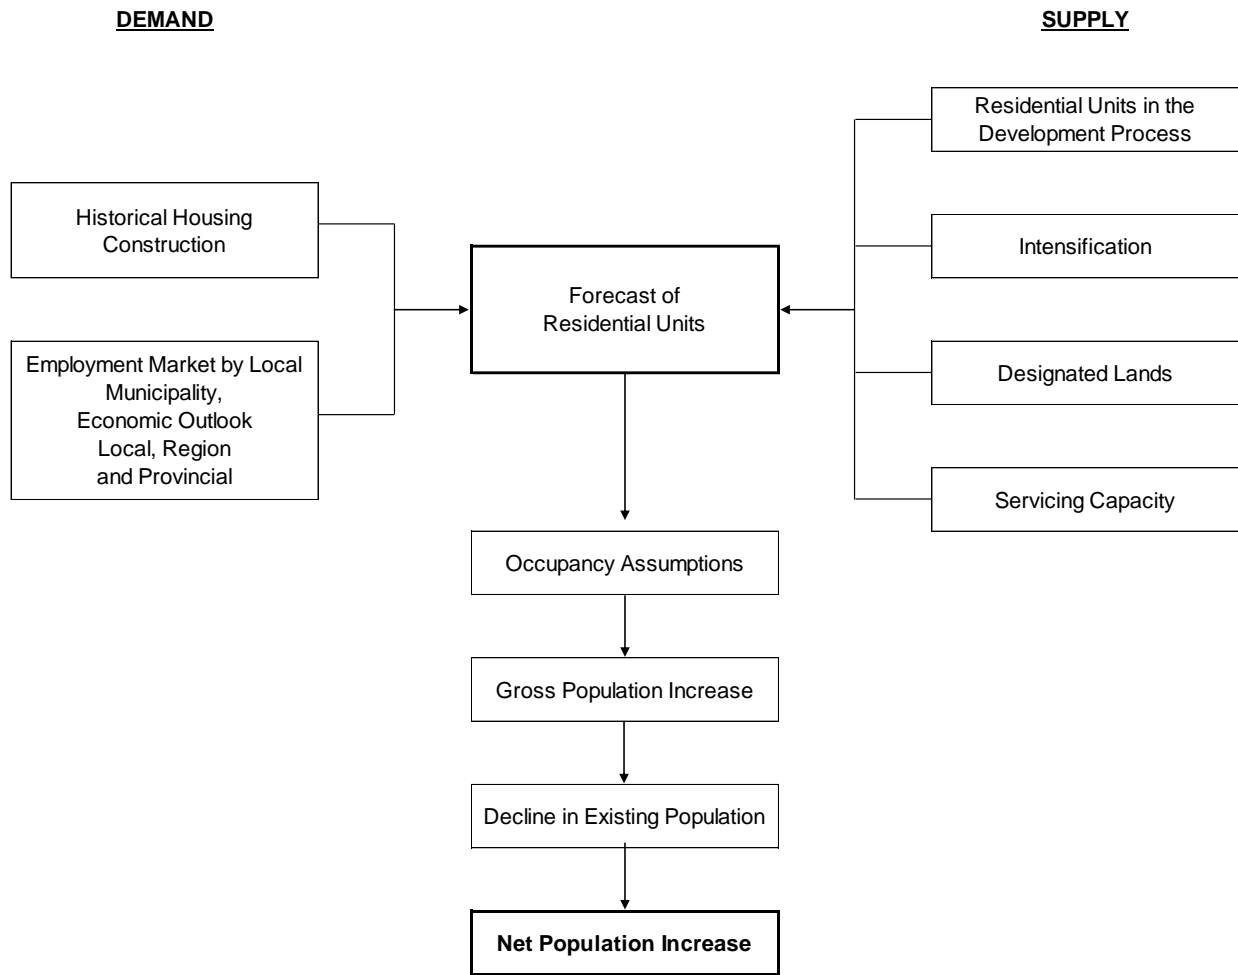 DEMAND
SUPPLY
Residential Units in the
Development Process
Historical Housing
Construction
Intensification
Forecast of
Residential Units
Employment Market by Local
Municipality,
Economic Outlook
Local, Region
and Provincial
Designated Lands
Servicing Capacity
Occupancy Assumptions
Gross Population Increase
Decline in Existing Population
Net Population Increase